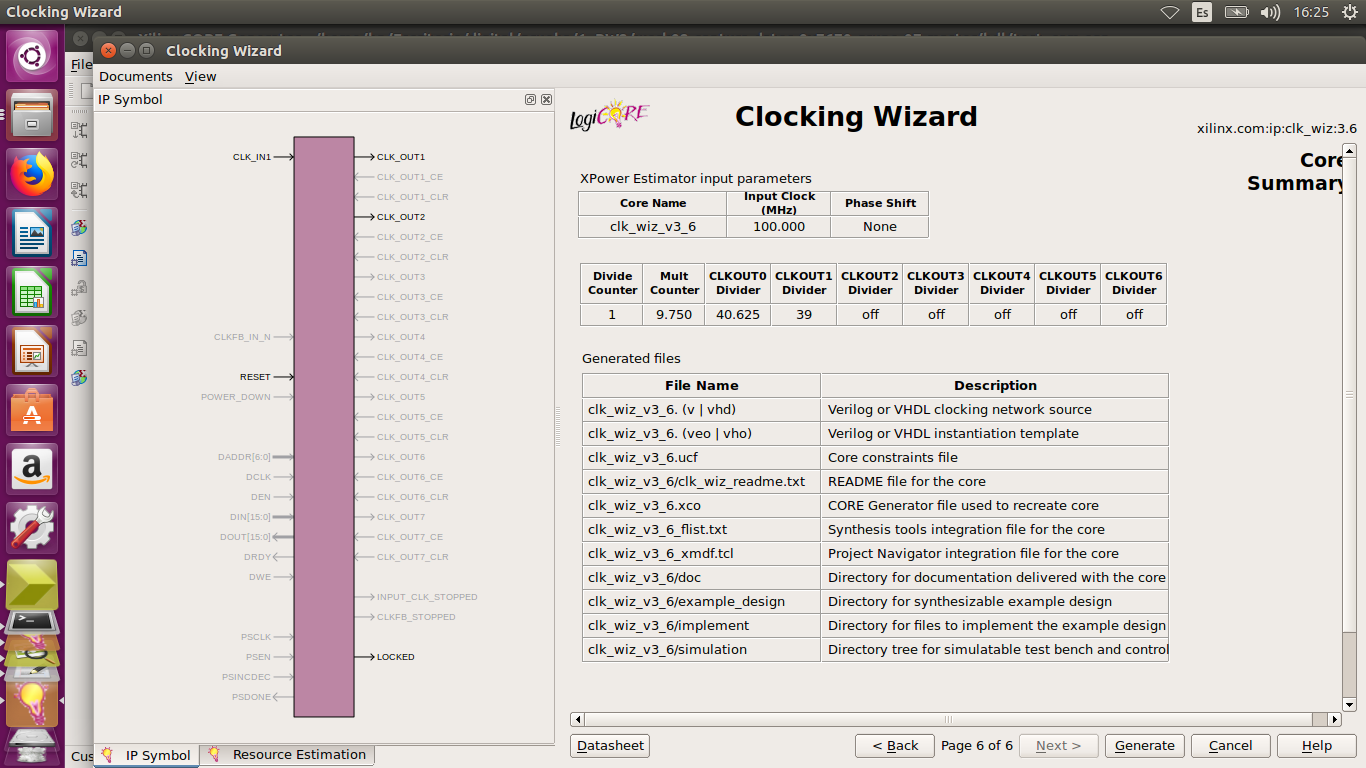 Clocking Wizard
Es
16:25
Clocking Wizard
File
Documents View
IP Symbol
CLK_IN1
CLKFB_IN_N
RESET
POWER_DOWN
DADDR[6:0]
DCLK
DEN
DIN[15:0]
DOUT[15:0]
DRDY
DWE
PSCLK
PSEN
PSINCDEC
PSDONE
CLK_OUT1
CLK_OUT1_CE
CLK_OUT1_CLR
CLK_OUT2
CLK_OUT2_CE
CLK_OUT2_CLR
CLK_OUT3
CLK_OUT3_CE
CLK_OUT3_CLR
CLK_OUT4
CLK_OUT4_CE
CLK_OUT4_CLR
CLK_OUT5
CLK_OUT5_CE
CLK_OUT5_CLR
CLK_OUT6
CLK_OUT6_CE
CLK_OUT6_CLR
CLK_OUT7
CLK_OUT7_CE
CLK_OUT7_CLR
INPUT_CLK_STOPPED
CLKFB_STOPPED
LOCKED
IP Symbol Resource Estimation
Cus
LogiCORE
Clocking Wizard
xilinx.com:ip:clk_wiz:3.6
Core
Summary
XPower Estimator input parameters
Core Name Input Clock (MHz) Phase Shift
clk_wiz_v3_6 100.000 None
Divide Counter Mult Counter CLKOUT0 Divider CLKOUT1 Divider CLKOUT2 Divider CLKOUT3 Divider CLKOUT4 Divider CLKOUT5 Divider CLKOUT6 Divider
1 9.750 40.625 39 off off off off off
Generated files
File Name Description
clk_wiz_v3_6. (v | vhd) Verilog or VHDL clocking network source
clk_wiz_v3_6. (veo | vho) Verilog or VHDL instantiation template
clk_wiz_v3_6.ucf Core constraints file
clk_wiz_v3_6/clk_wiz_readme.txt README file for the core
clk_wiz_v3_6.xco CORE Generator file used to recreate core
clk_wiz_v3_6_flist.txt Synthesis tools integration file for the core
clk_wiz_v3_6_xmdf.tcl Project Navigator integration file for the core
clk_wiz_v3_6/doc Directory for documentation delivered with the core
clk_wiz_v3_6/example_design Directory for synthesizable example design
clk_wiz_v3_6/implement Directory for files to implement the example design
clk_wiz_v3_6/simulation Directory tree for simulatable test bench and control
Datasheet < Back Page 6 of 6 Next > Generate Cancel Help